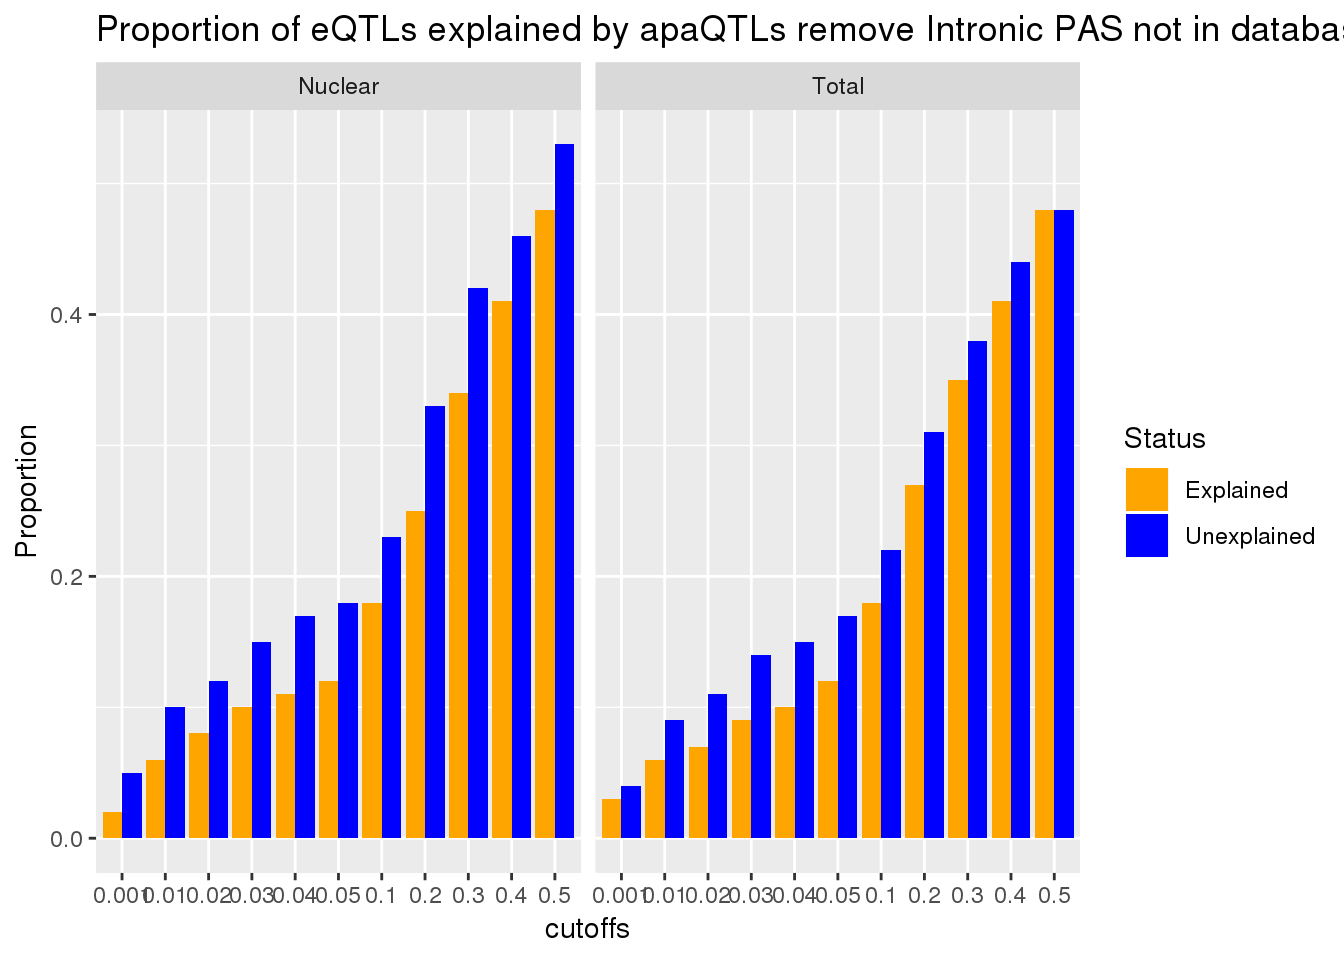 Proportion of eQTLs explained by apaQTLs remove Intronic PAS not in databas
Nuclear Total
0.4
0.2
0.0
Proportion
0.001 0.01 0.02 0.03 0.04 0.05 0.1 0.2 0.3 0.4 0.5 0.001 0.01 0.02 0.03 0.04 0.05 0.1 0.2 0.3 0.4 0.5
cutoffs
Status
Explained
Unexplained